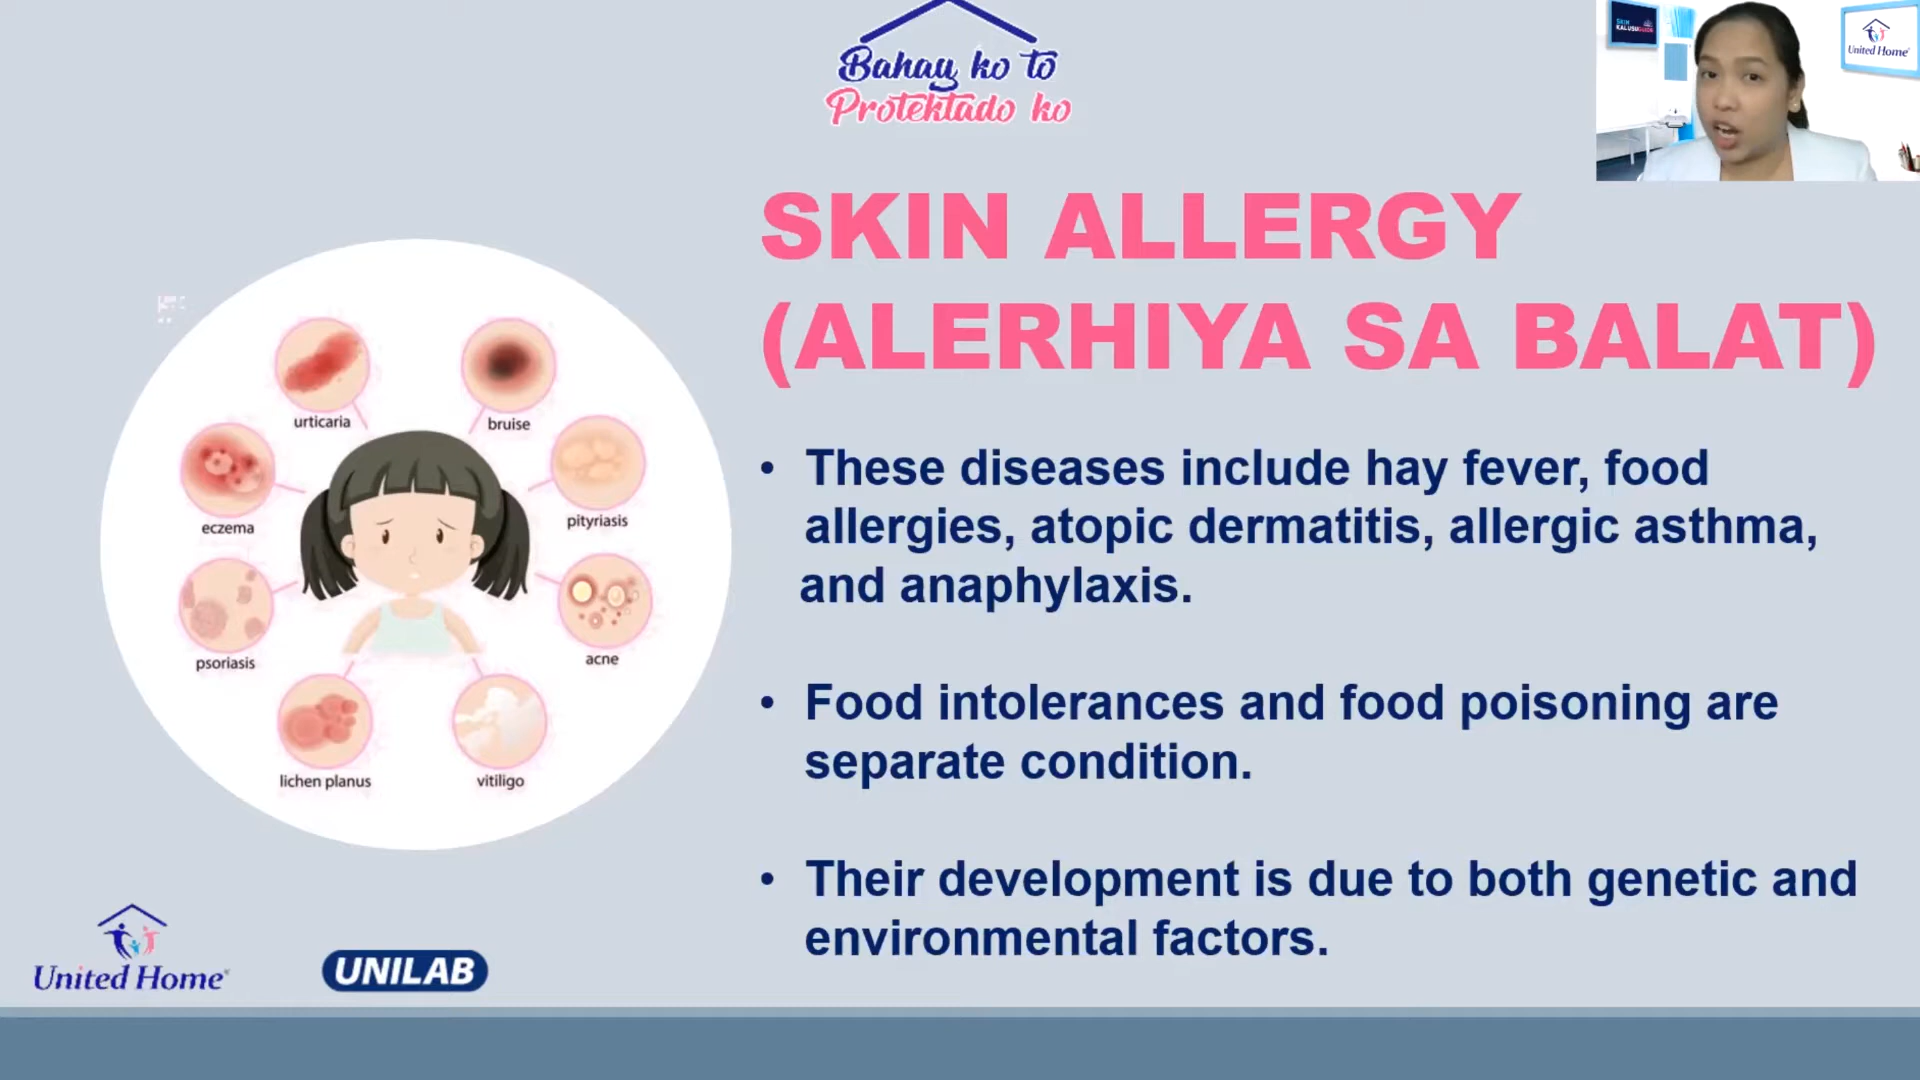 Bahay ko to
Protektado ko
SKIN
KALUSUGUIDE
United Home
SKIN ALLERGY
(ALERHIYA SA BALAT)
urticaria
bruise
eczema
pityriasis
psoriasis
acne
lichen planus
vitiligo
• These diseases include hay fever, food
allergies, atopic dermatitis, allergic asthma,
and anaphylaxis.
• Food intolerances and food poisoning are
separate condition.
• Their development is due to both genetic and
environmental factors.
United Home®
UNILAB